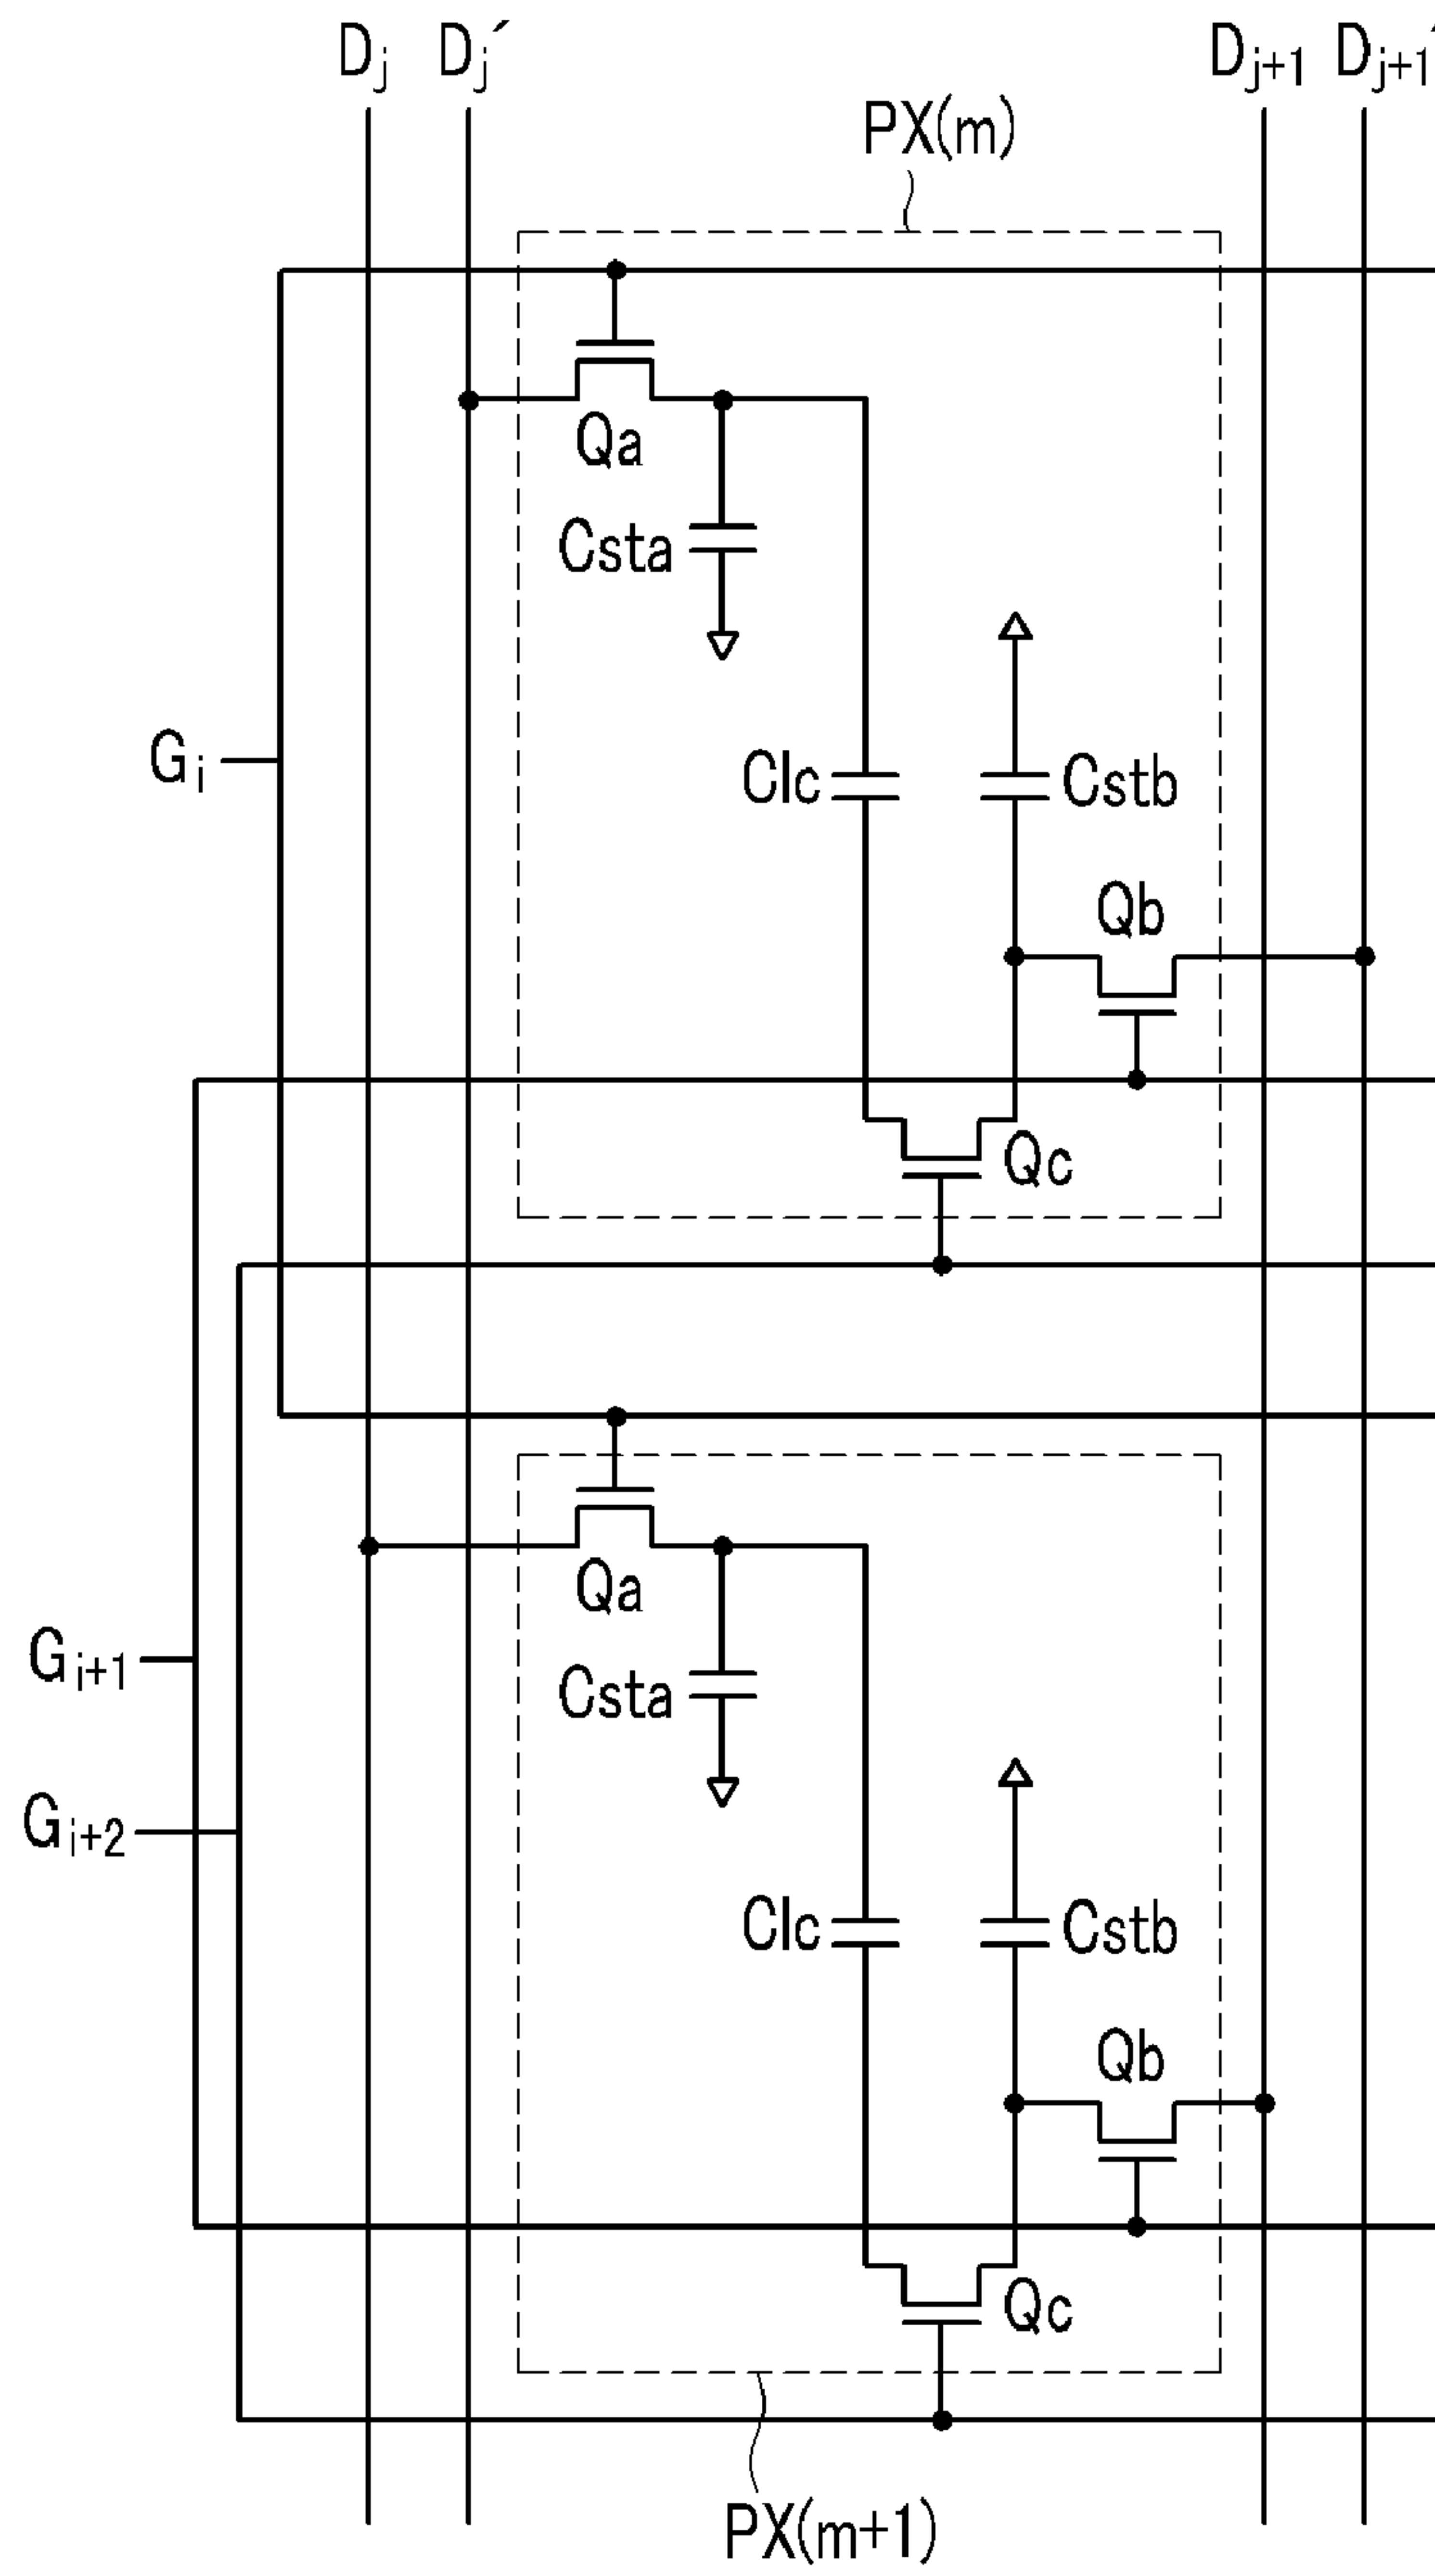 Dj Dj´ Dj+1 Dj+1´
PX(m)
Qa
Csta
Gi
Clc Cstb
Qb
Qc
Qa
Gi+1
Csta
Gi+2
Clc Cstb
Qb
Qc
PX(m+1)